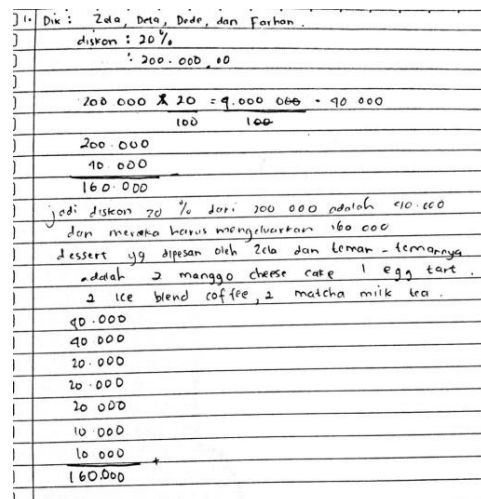 1. Dik : Zela, Deta, Dede, dan Farhan.
diskon : 20%
: 200.000,00
200 000 X 20 = 4.000 000 = 40 000
100 100
200.000
40.000
160.000
jadi diskon 20 % dari 200 000 adalah 40.000
dan mereka harus mengeluarkan 160 000
dessert yg dipesan oleh Zela dan teman-temannya
adalah 2 manggo cheese cake 1 egg tart.
2 ice blend coffee, 2 matcha milk tea.
40.000
40.000
20.000
20.000
20 000
10.000
10 000
+
160.000